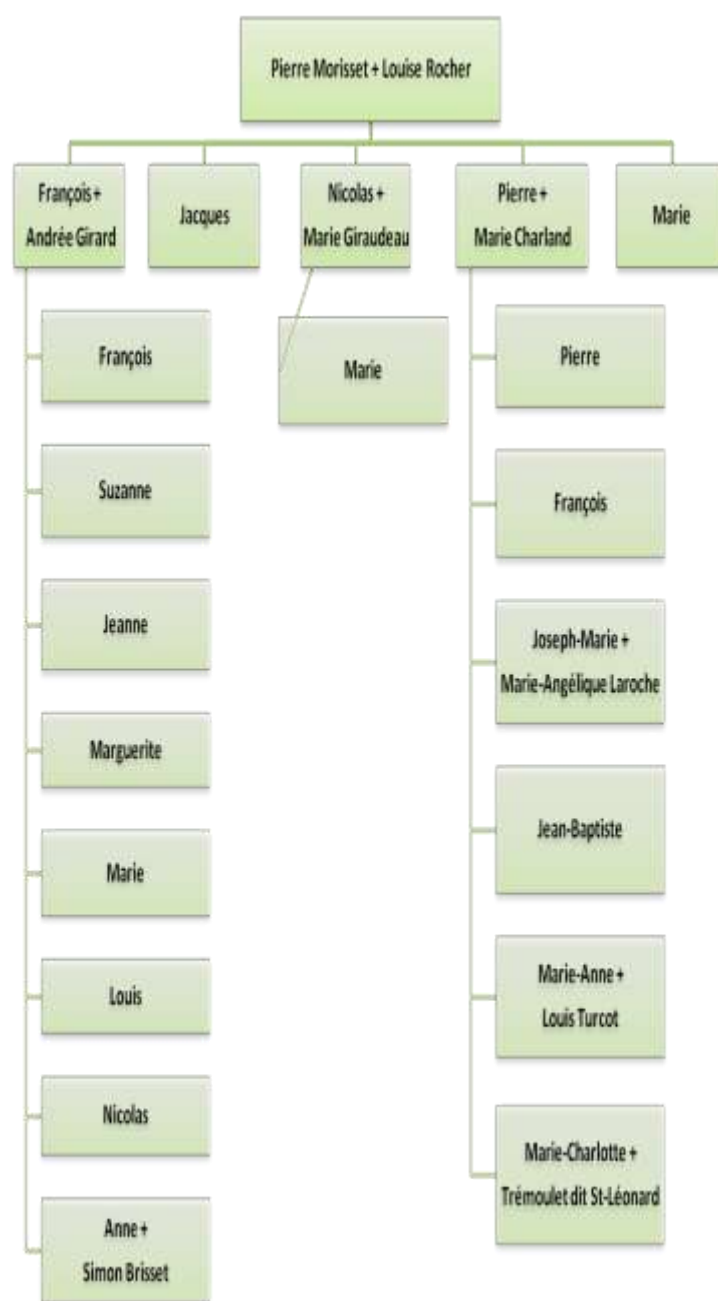 Pierre Morisset + Louise Rocher
François +
Andrée Girard
Jacques
Nicolas +
Marie Giraudeau
Pierre +
Marie Charland
Marie
François
Suzanne
Jeanne
Marguerite
Marie
Louis
Nicolas
Anne +
Simon Brisset
Marie
Pierre
François
Joseph-Marie +
Marie-Angélique Laroche
Jean-Baptiste
Marie-Anne +
Louis Turcot
Marie-Charlotte +
Trémoulet dit St-Léonard